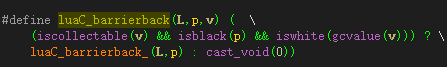 #define luaC_barrierback(L,p,v) (  \
(iscollectable(v) && isblack(p) && iswhite(gcvalue(v))) ? \
luaC_barrierback_(L,p) : cast_void(0))